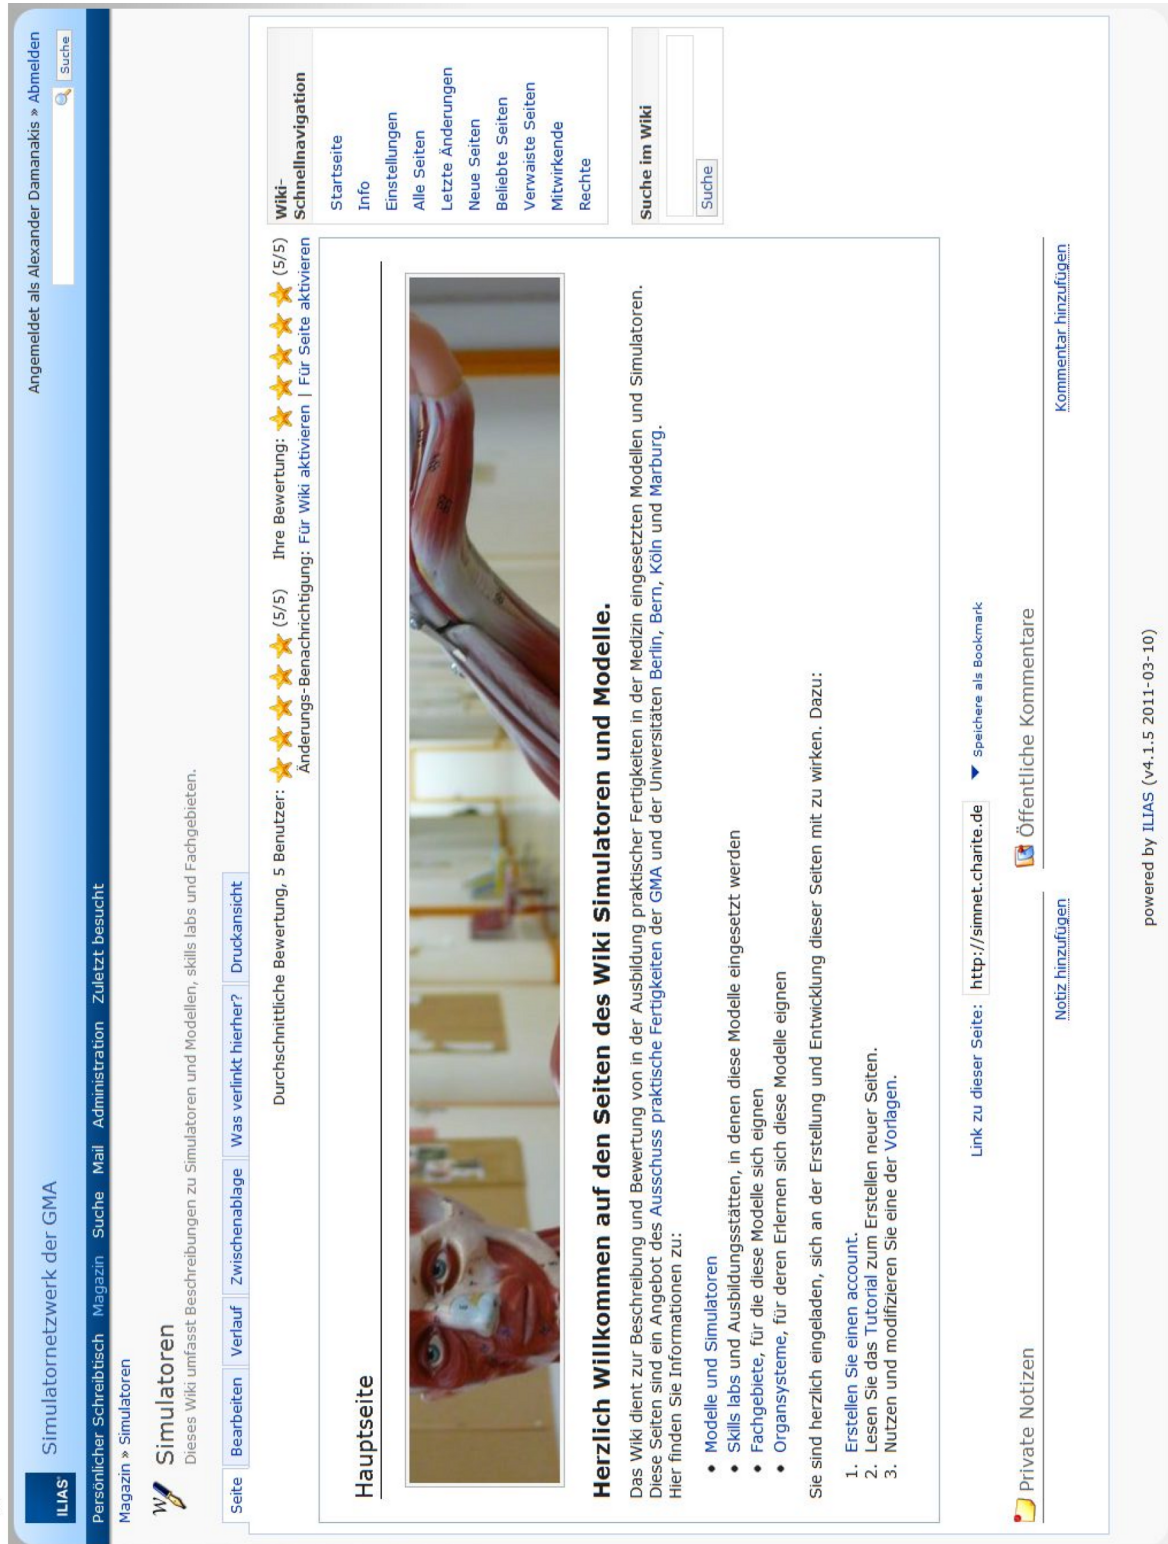 Angemeldet als Alexander Damanakis » Abmelden
ILIAS
Simulatornetzwerk der GMA
Suche
Persönlicher Schreibtisch Magazin Suche Mail Administration Zuletzt besucht
Magazin » Simulatoren
Simulatoren
Dieses Wiki umfasst Beschreibungen zu Simulatoren und Modellen, skills labs und Fachgebieten.
Seite Bearbeiten Verlauf Zwischenablage Was verlinkt hierher? Druckansicht
Durchschnittliche Bewertung, 5 Benutzer: (5/5) Ihre Bewertung: (5/5)
Änderungs-Benachrichtigung: Für Wiki aktivieren | Für Seite aktivieren
Hauptseite
Herzlich Willkommen auf den Seiten des Wiki Simulatoren und Modelle.
Das Wiki dient zur Beschreibung und Bewertung von in der Ausbildung praktischer Fertigkeiten in der Medizin eingesetzten Modellen und Simulatoren.
Diese Seiten sind ein Angebot des Ausschuss praktische Fertigkeiten der GMA und der Universitäten Berlin, Bern, Köln und Marburg.
Hier finden Sie Informationen zu:
• Modelle und Simulatoren
• Skills labs und Ausbildungsstätten, in denen diese Modelle eingesetzt werden
• Fachgebiete, für die diese Modelle sich eignen
• Organsysteme, für deren Erlernen sich diese Modelle eignen
Sie sind herzlich eingeladen, sich an der Erstellung und Entwicklung dieser Seiten mit zu wirken. Dazu:
1. Erstellen Sie einen account.
2. Lesen Sie das Tutorial zum Erstellen neuer Seiten.
3. Nutzen und modifizieren Sie eine der Vorlagen.
Wiki-
Schnellnavigation
Startseite
Info
Einstellungen
Alle Seiten
Letzte Änderungen
Neue Seiten
Beliebte Seiten
Verwaiste Seiten
Mitwirkende
Rechte
Suche im Wiki
Suche
Link zu dieser Seite: http://simnet.charite.de Speichere als Bookmark
Private Notizen
Notiz hinzufügen
Öffentliche Kommentare
Kommentar hinzufügen
powered by ILIAS (v4.1.5 2011-03-10)